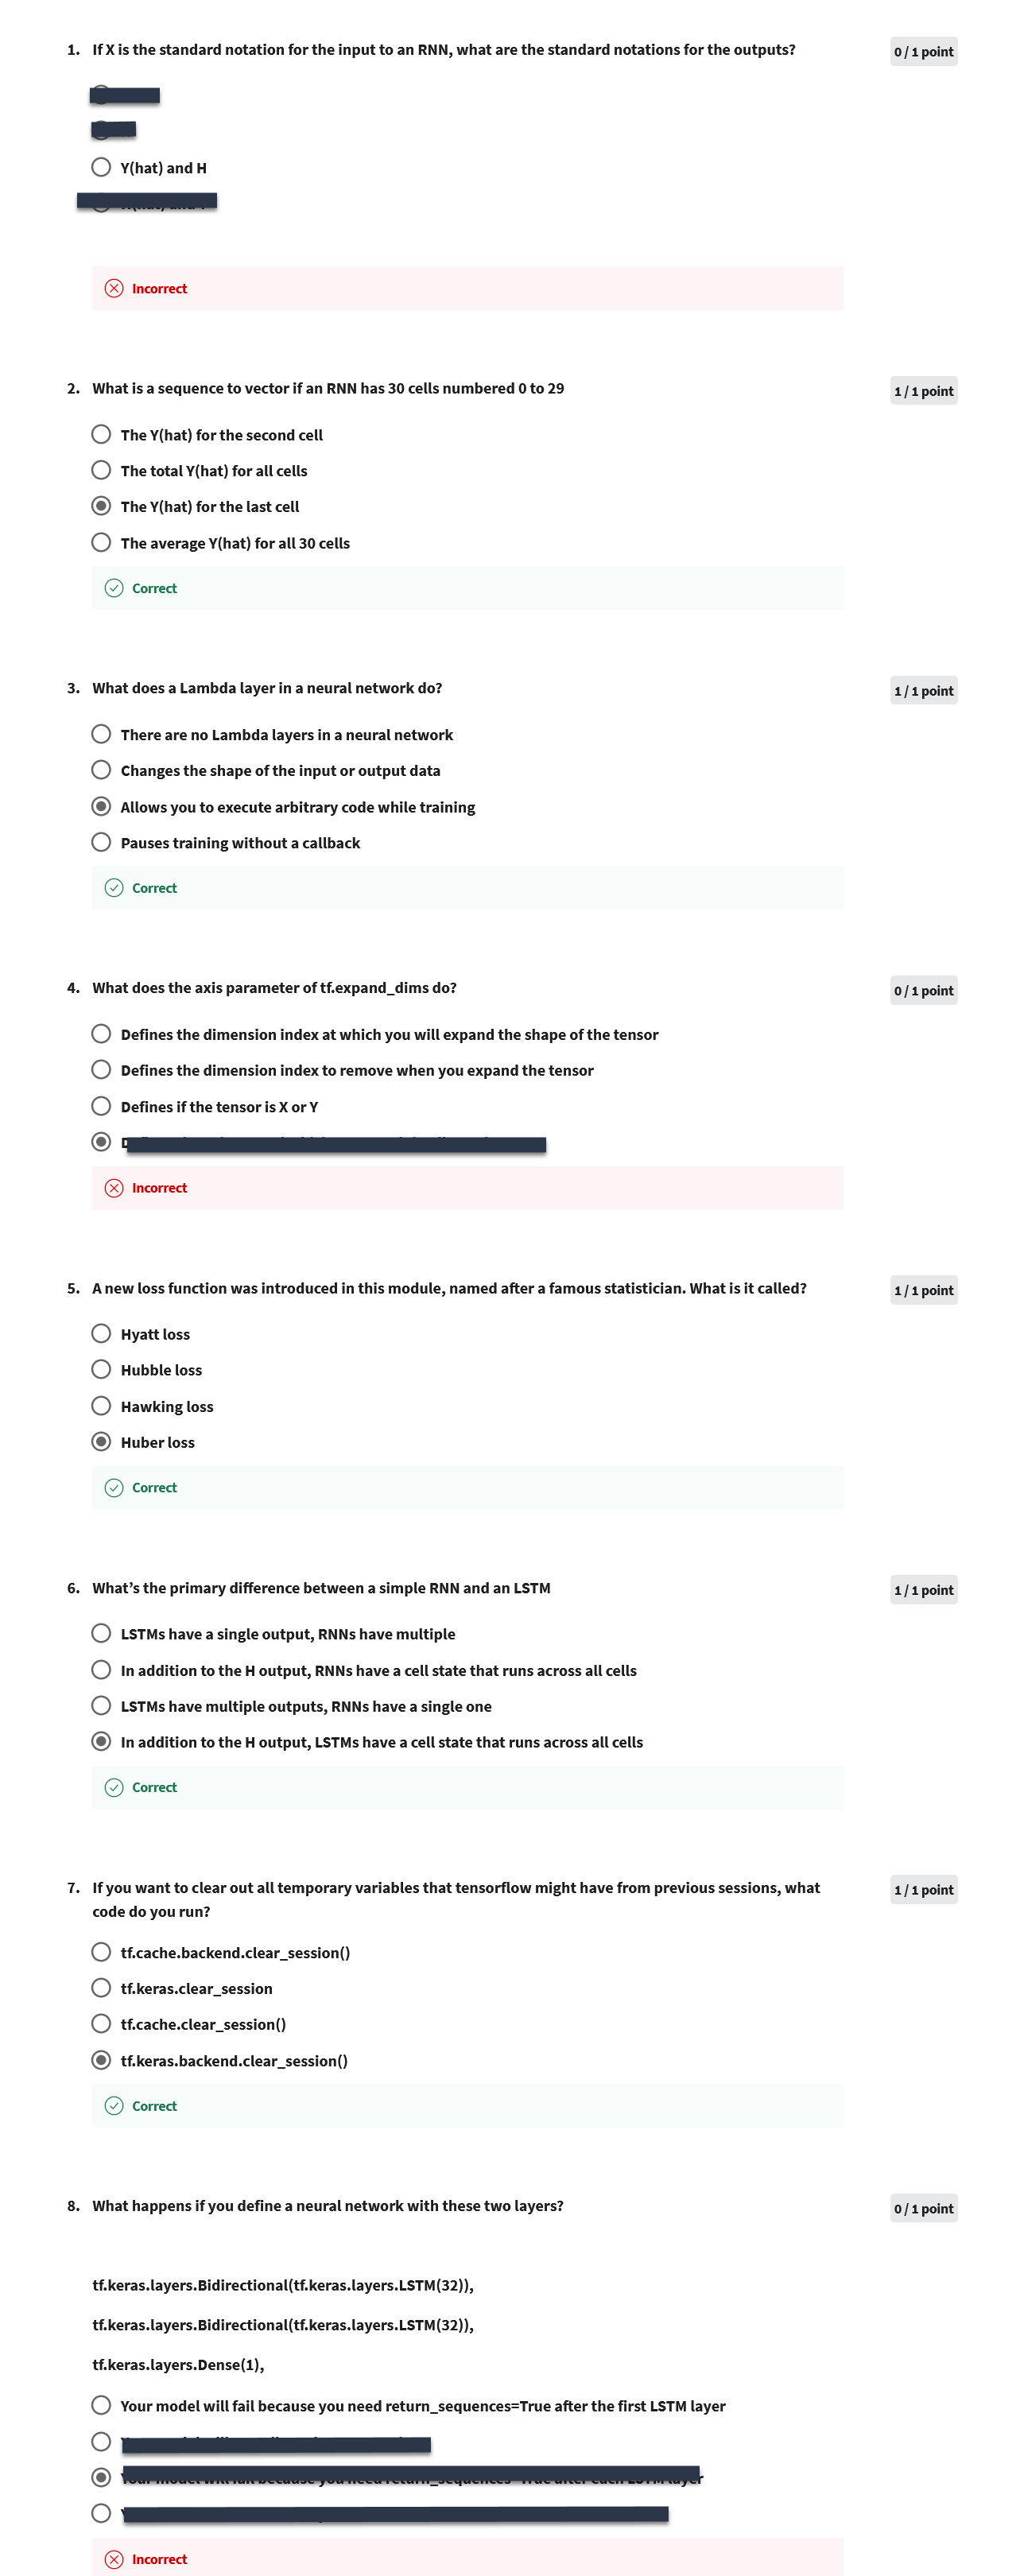 1. If X is the standard notation for the input to an RNN, what are the standard notations for the outputs?
0 / 1 point
Y(hat) and H
Incorrect
2. What is a sequence to vector if an RNN has 30 cells numbered 0 to 29
1 / 1 point
The Y(hat) for the second cell
The total Y(hat) for all cells
The Y(hat) for the last cell
The average Y(hat) for all 30 cells
Correct
3. What does a Lambda layer in a neural network do?
1 / 1 point
There are no Lambda layers in a neural network
Changes the shape of the input or output data
Allows you to execute arbitrary code while training
Pauses training without a callback
Correct
4. What does the axis parameter of tf.expand_dims do?
0 / 1 point
Defines the dimension index at which you will expand the shape of the tensor
Defines the dimension index to remove when you expand the tensor
Defines if the tensor is X or Y
Incorrect
5. A new loss function was introduced in this module, named after a famous statistician. What is it called?
1 / 1 point
Hyatt loss
Hubble loss
Hawking loss
Huber loss
Correct
6. What’s the primary difference between a simple RNN and an LSTM
1 / 1 point
LSTMs have a single output, RNNs have multiple
In addition to the H output, RNNs have a cell state that runs across all cells
LSTMs have multiple outputs, RNNs have a single one
In addition to the H output, LSTMs have a cell state that runs across all cells
Correct
7. If you want to clear out all temporary variables that tensorflow might have from previous sessions, what
code do you run?
1 / 1 point
tf.cache.backend.clear_session()
tf.keras.clear_session
tf.cache.clear_session()
tf.keras.backend.clear_session()
Correct
8. What happens if you define a neural network with these two layers?
0 / 1 point
tf.keras.layers.Bidirectional(tf.keras.layers.LSTM(32)),
tf.keras.layers.Bidirectional(tf.keras.layers.LSTM(32)),
tf.keras.layers.Dense(1),
Your model will fail because you need return_sequences=True after the first LSTM layer
Incorrect